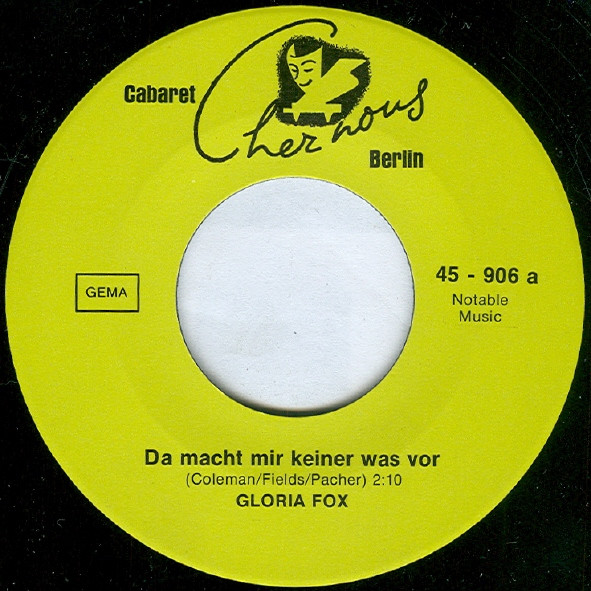 Cabaret
Cher nous
Berlin
GEMA
45 - 906 a
Notable
Music
Da macht mir keiner was vor
(Coleman/Fields/Pacher) 2:10
GLORIA FOX